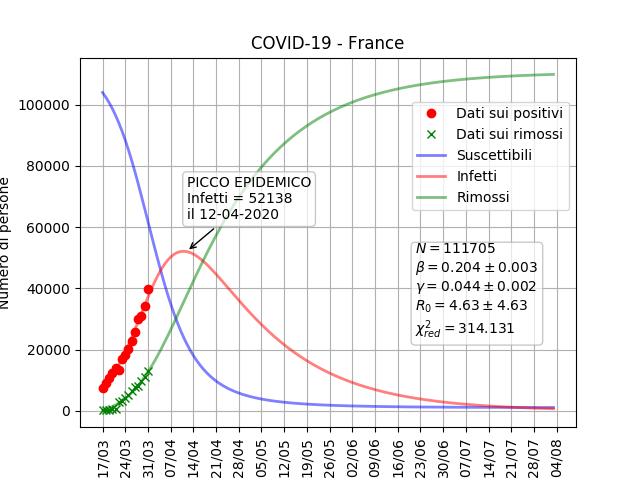 COVID-19 - France
Numero di persone
100000
80000
60000
40000
20000
0
Dati sui positivi
Dati sui rimossi
Suscettibili
Infetti
Rimossi
PICCO EPIDEMICO
Infetti = 52138
il 12-04-2020
N = 111705
β = 0.204 ± 0.003
γ = 0.044 ± 0.002
R₀ = 4.63 ± 4.63
χ²red = 314.131
17/03
24/03
31/03
07/04
14/04
21/04
28/04
05/05
12/05
19/05
26/05
02/06
09/06
16/06
23/06
30/06
07/07
14/07
21/07
28/07
04/08